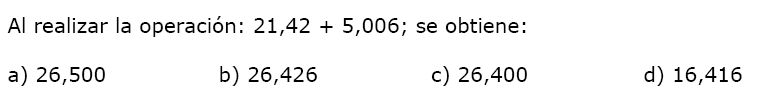 Al realizar la operación: 21,42 + 5,006; se obtiene:
a) 26,500 b) 26,426 c) 26,400 d) 16,416